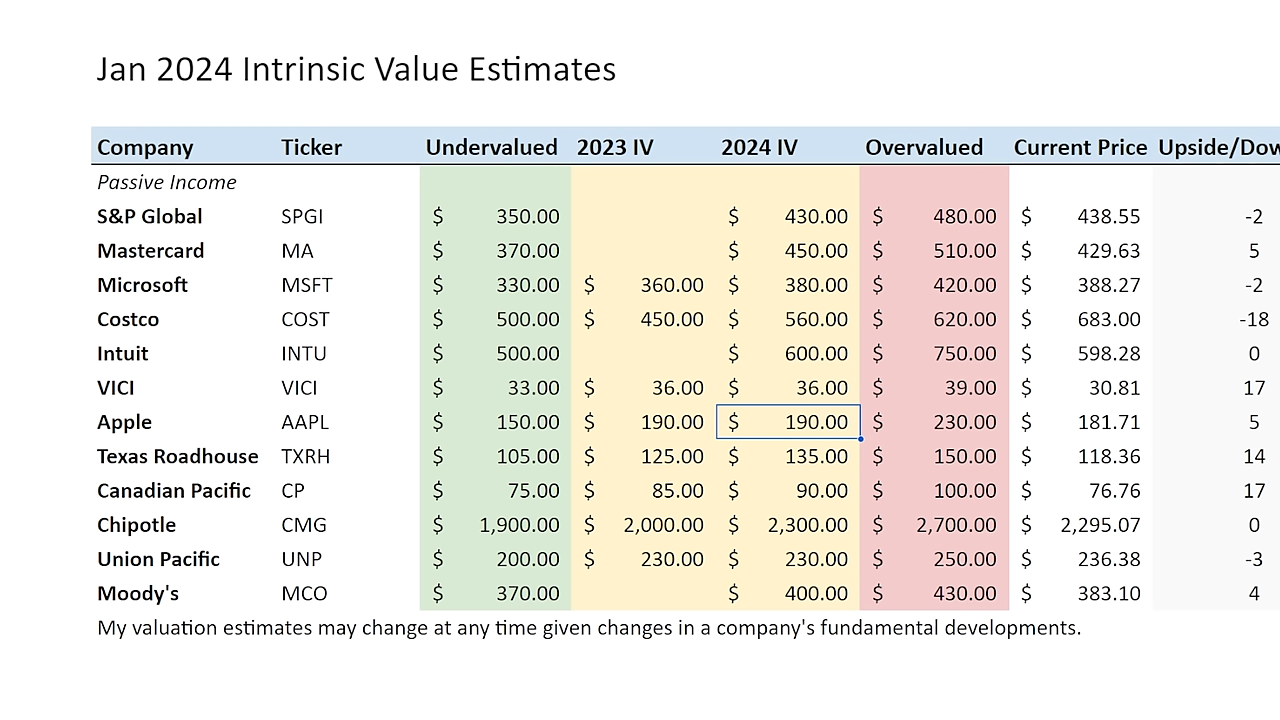 Jan 2024 Intrinsic Value Estimates
Company Ticker Undervalued 2023 IV 2024 IV Overvalued Current Price Upside/Dow
Passive Income
S&P Global SPGI $ 350.00 $ 430.00 $ 480.00 $ 438.55 -2
Mastercard MA $ 370.00 $ 450.00 $ 510.00 $ 429.63 5
Microsoft MSFT $ 330.00 $ 360.00 $ 380.00 $ 420.00 $ 388.27 -2
Costco COST $ 500.00 $ 450.00 $ 560.00 $ 620.00 $ 683.00 -18
Intuit INTU $ 500.00 $ 600.00 $ 750.00 $ 598.28 0
VICI VICI $ 33.00 $ 36.00 $ 36.00 $ 39.00 $ 30.81 17
Apple AAPL $ 150.00 $ 190.00 $ 190.00 $ 230.00 $ 181.71 5
Texas Roadhouse TXRH $ 105.00 $ 125.00 $ 135.00 $ 150.00 $ 118.36 14
Canadian Pacific CP $ 75.00 $ 85.00 $ 90.00 $ 100.00 $ 76.76 17
Chipotle CMG $ 1,900.00 $ 2,000.00 $ 2,300.00 $ 2,700.00 $ 2,295.07 0
Union Pacific UNP $ 200.00 $ 230.00 $ 230.00 $ 250.00 $ 236.38 -3
Moody's MCO $ 370.00 $ 400.00 $ 430.00 $ 383.10 4
My valuation estimates may change at any time given changes in a company's fundamental developments.